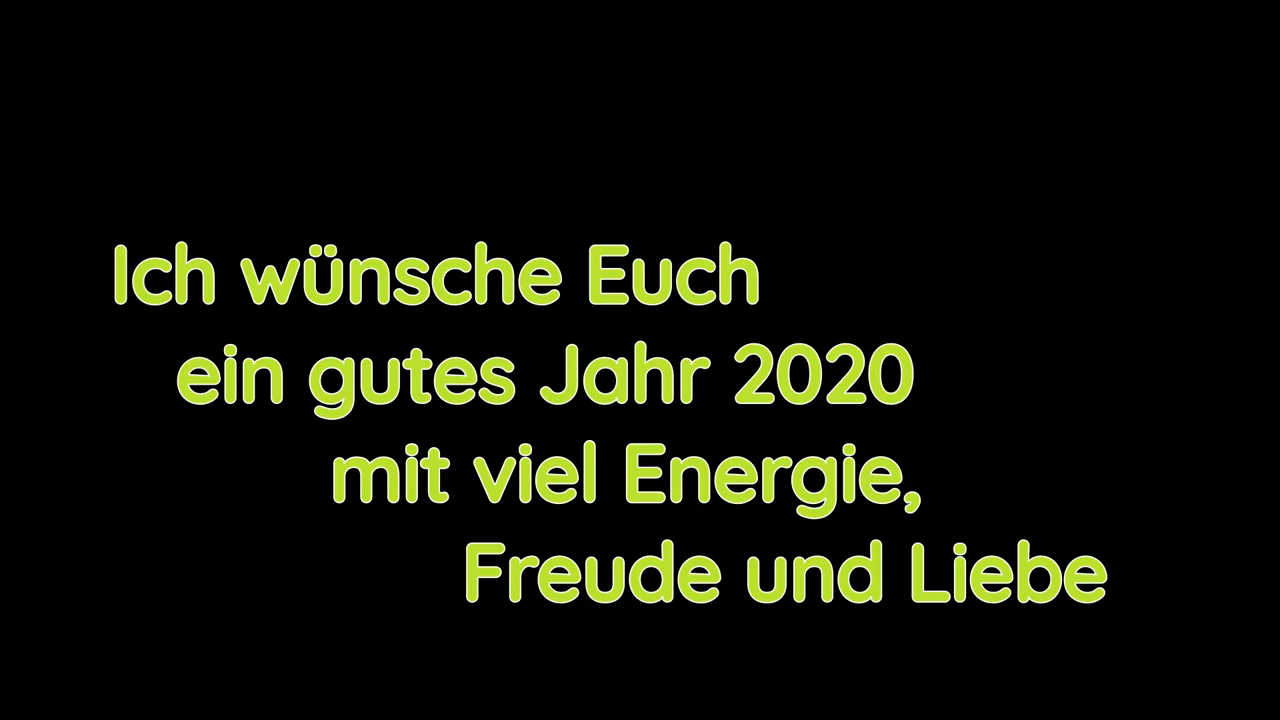 Ich wünsche Euch
ein gutes Jahr 2020
mit viel Energie,
Freude und Liebe